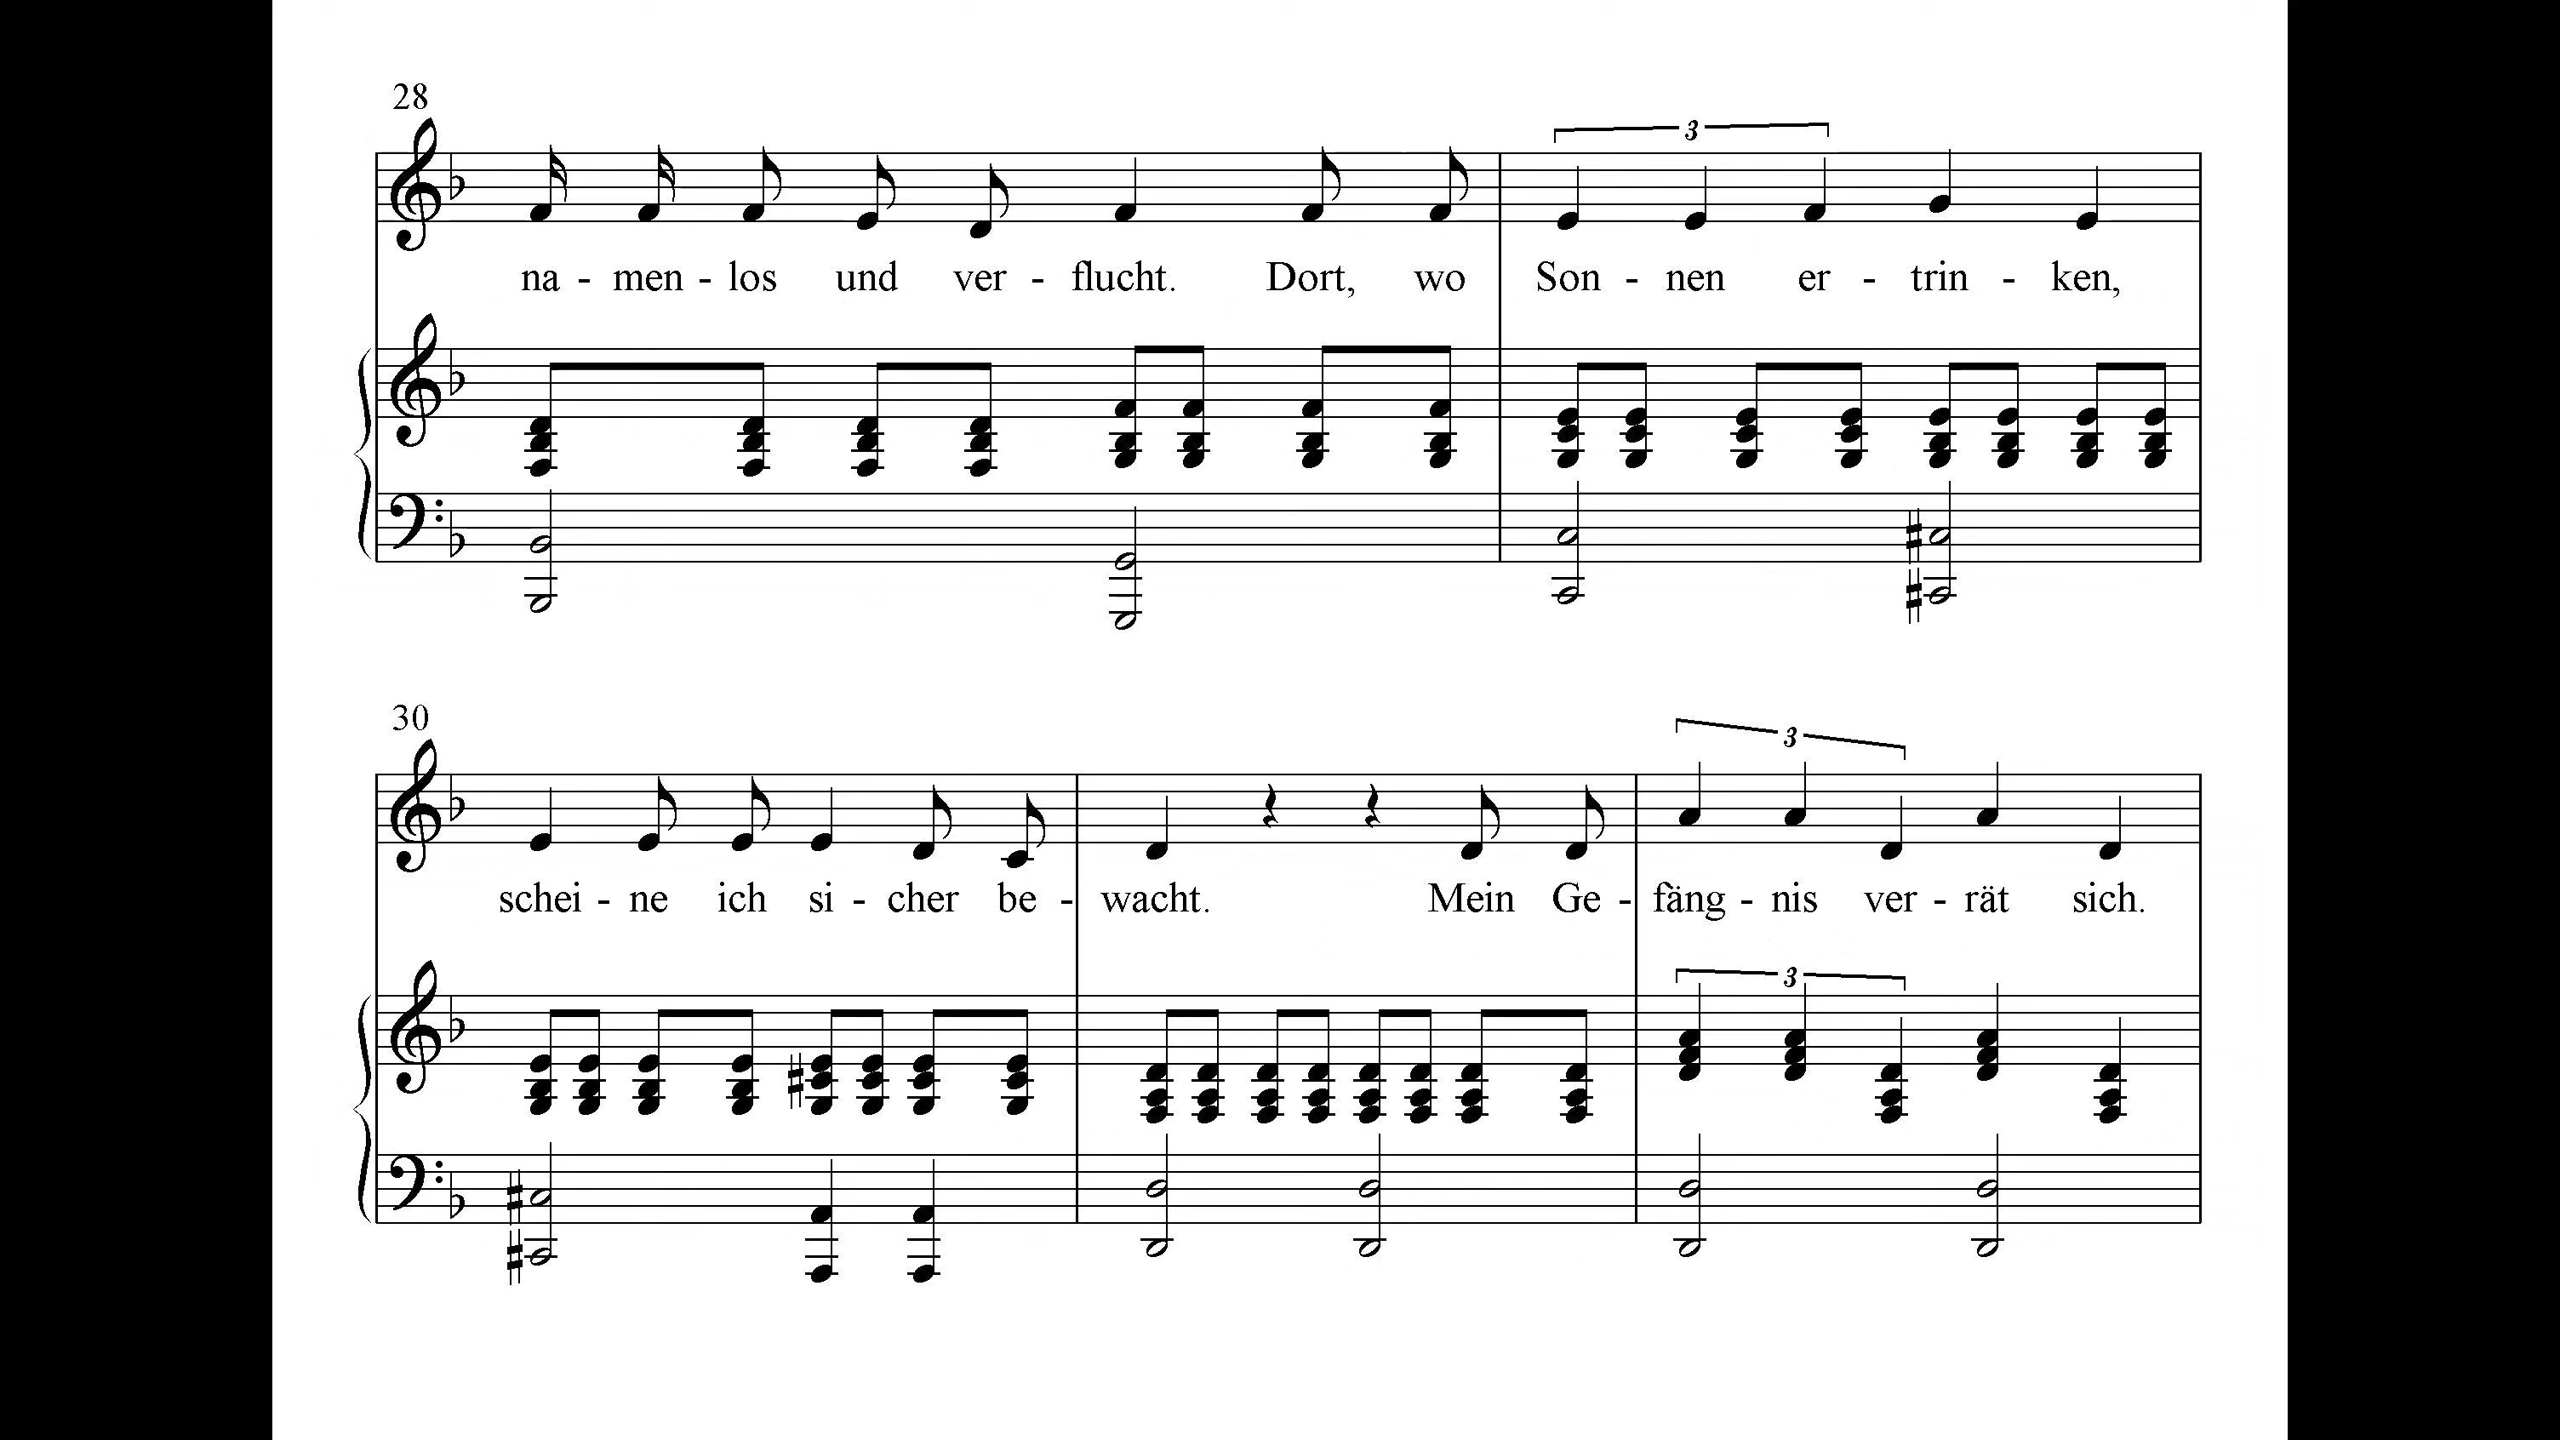 28
3
na - men - los und ver - flucht. Dort, wo Son - nen er - trin - ken,
30
3
schei - ne ich si - cher be - wacht. Mein Ge - fäng - nis ver - rät sich.
3